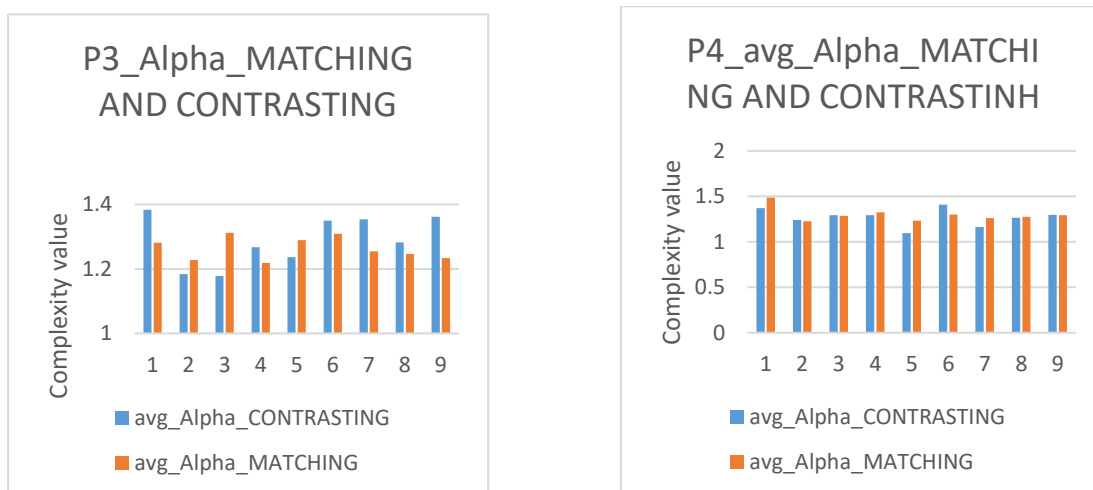 P3_Alpha_MATCHING
AND CONTRASTING
Complexity value
1.4
1.2
1
1 2 3 4 5 6 7 8 9
avg_Alpha_CONTRASTING
avg_Alpha_MATCHING
P4_avg_Alpha_MATCHI
NG AND CONTRASTINH
Complexity value
2
1.5
1
0.5
0
1 2 3 4 5 6 7 8 9
avg_Alpha_CONTRASTING
avg_Alpha_MATCHING